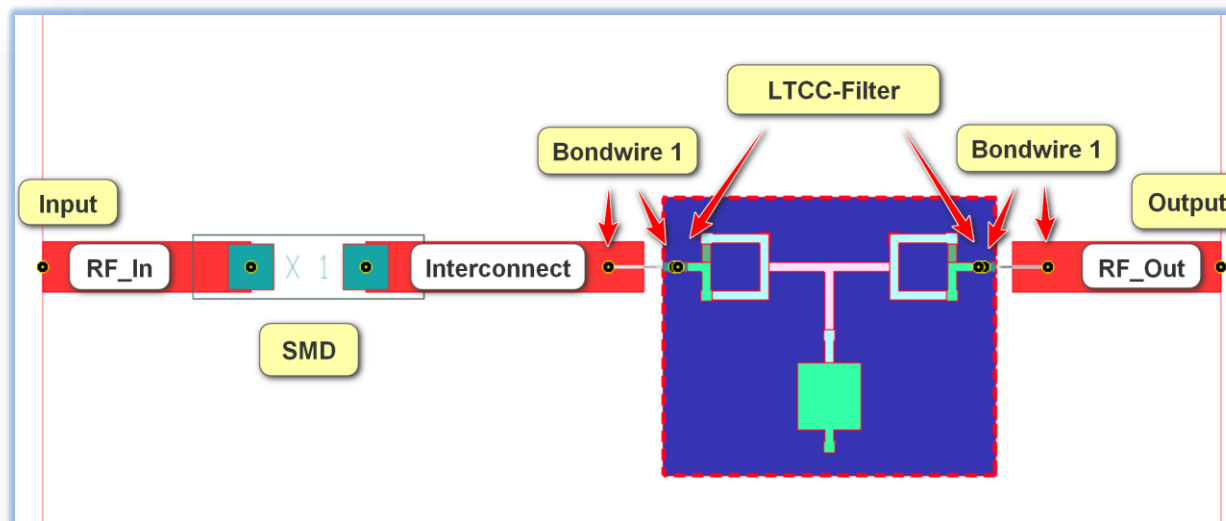 LTCC-Filter
Bondwire 1
Bondwire 1
Input
Output
RF_In
X 1
Interconnect
RF_Out
SMD